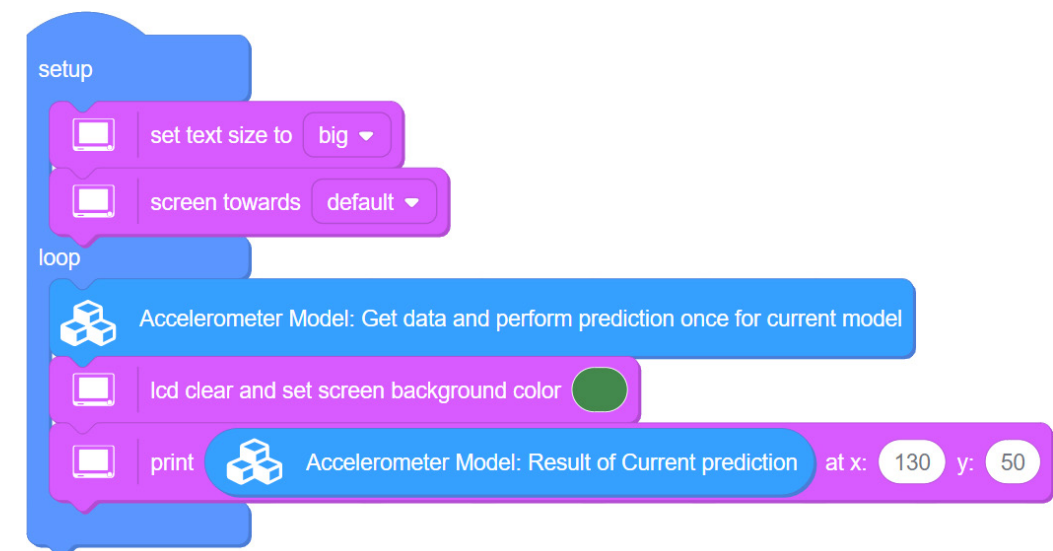 setup
set text size to big
screen towards default
loop
Accelerometer Model: Get data and perform prediction once for current model
lcd clear and set screen background color
print Accelerometer Model: Result of Current prediction at x: 130 y: 50